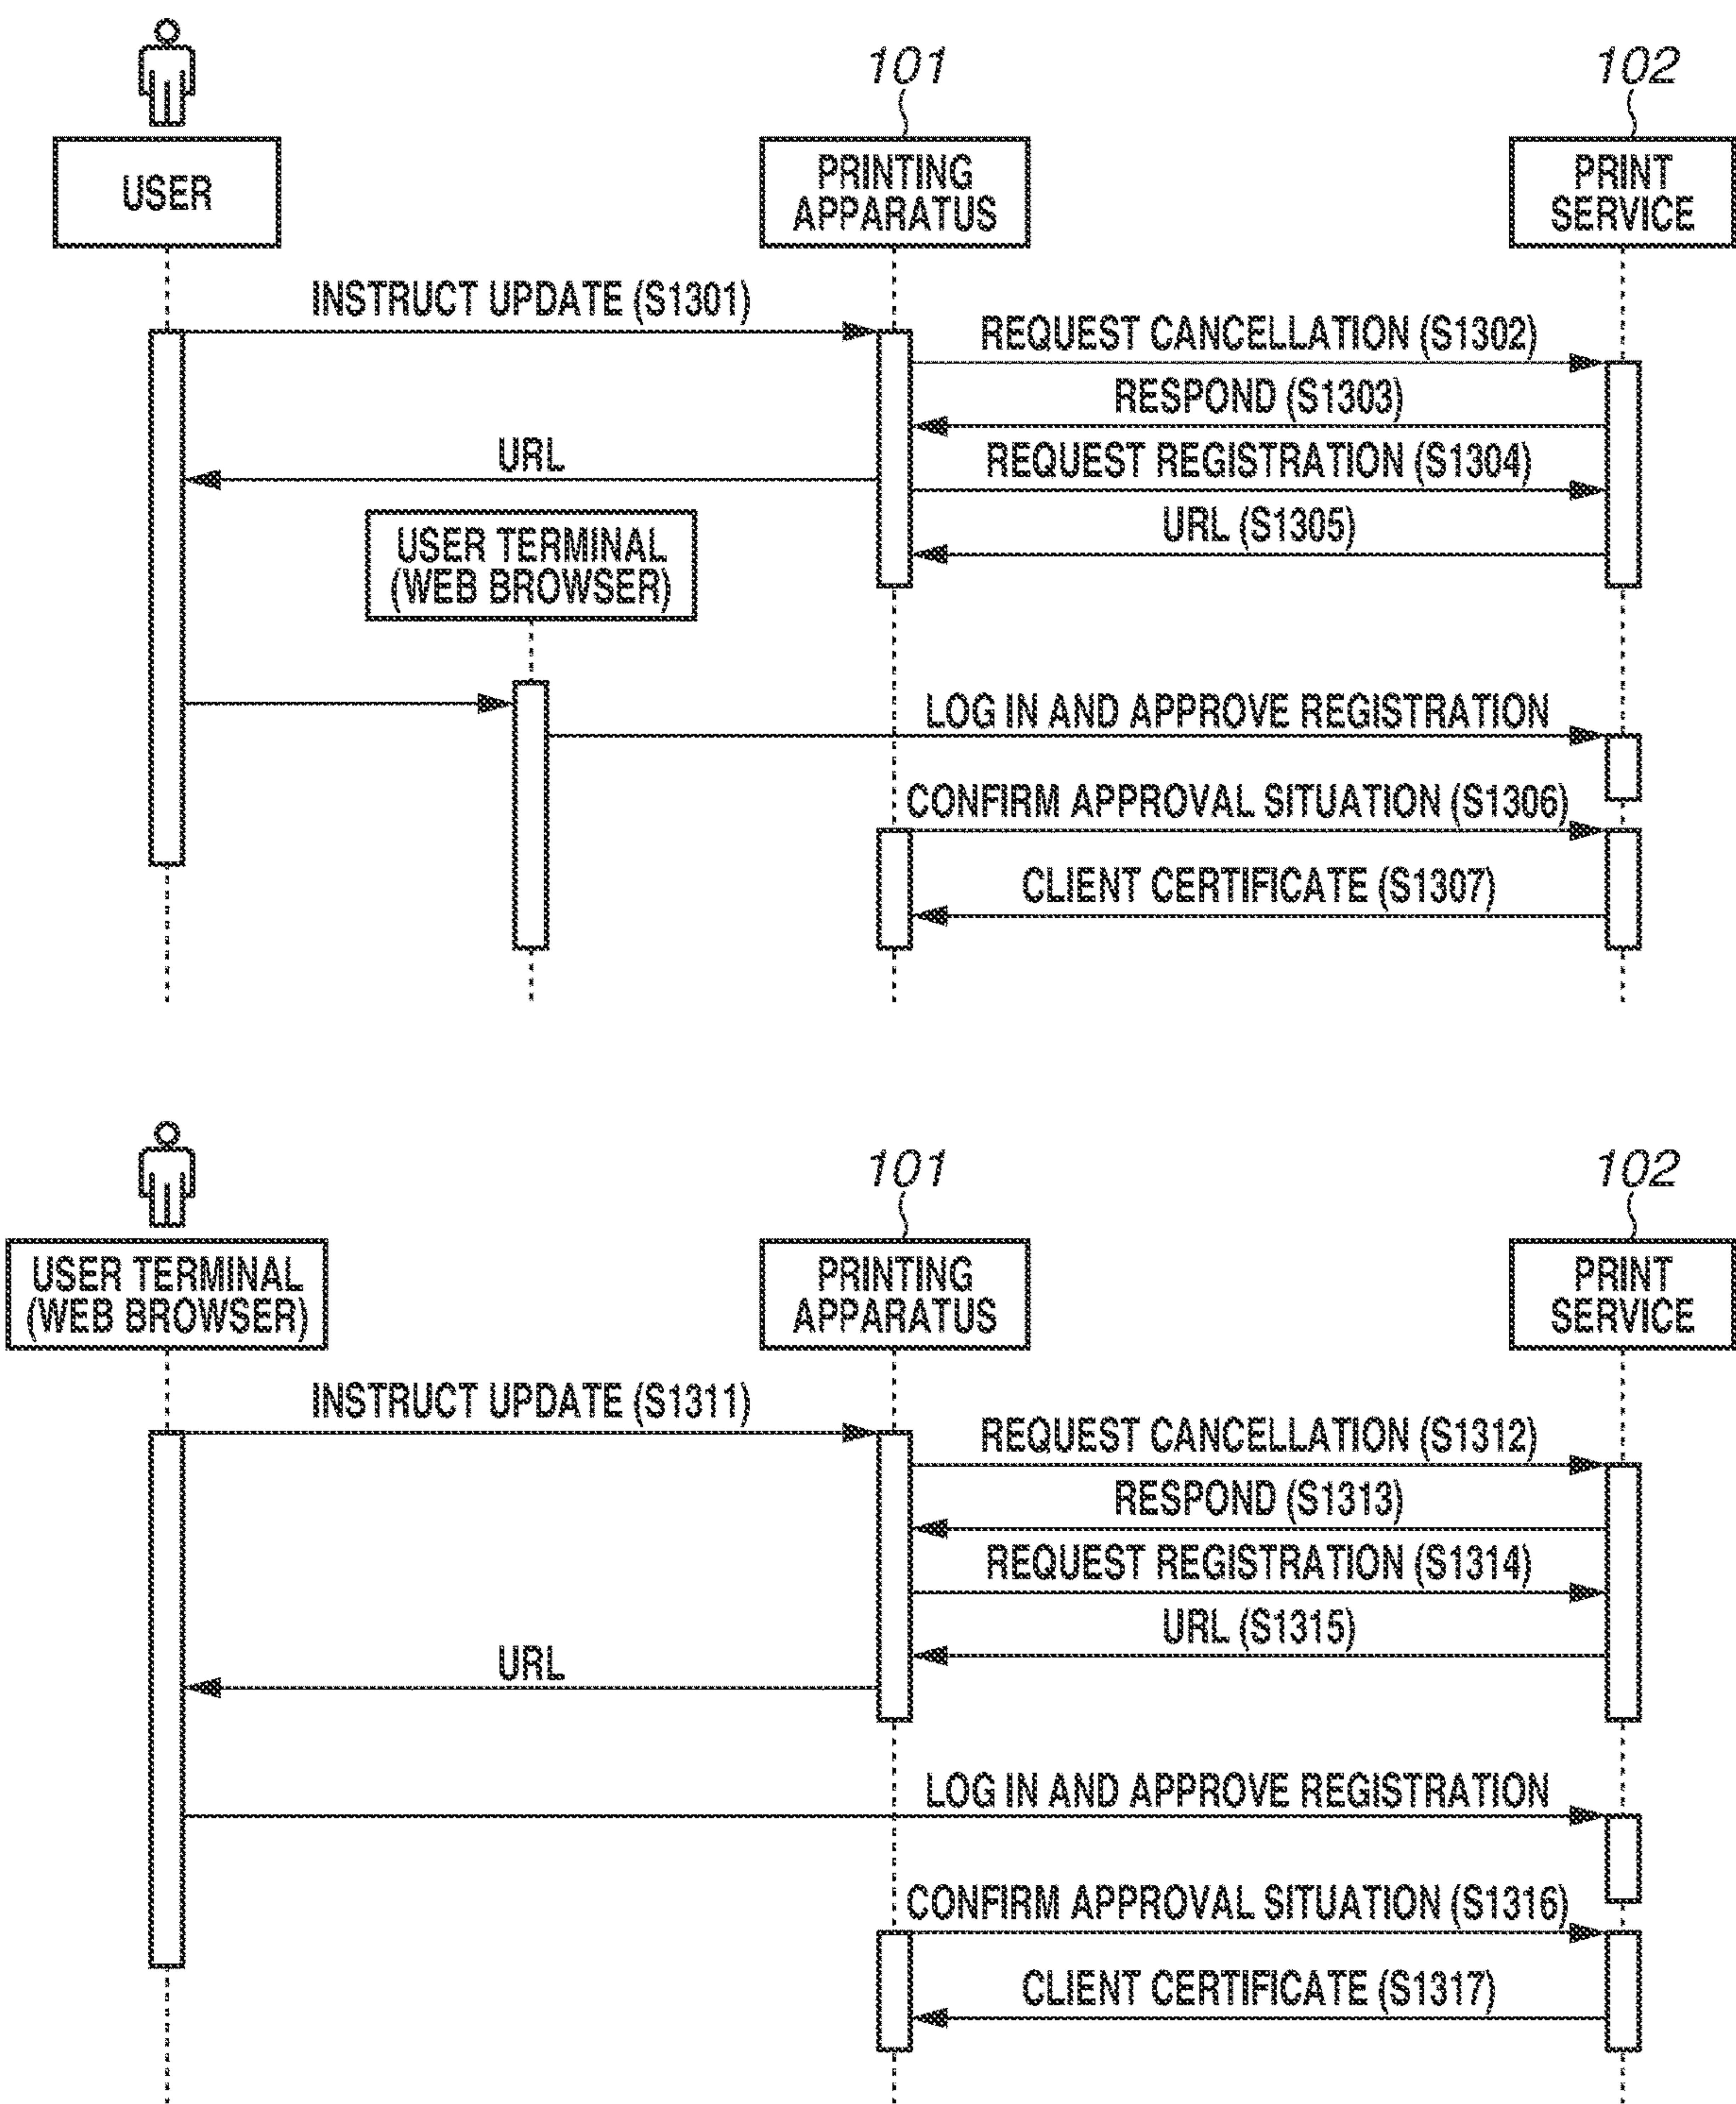 101
102
USER
PRINTING
APPARATUS
PRINT
SERVICE
INSTRUCT UPDATE (S1301)
REQUEST CANCELLATION (S1302)
RESPOND (S1303)
URL
REQUEST REGISTRATION (S1304)
URL (S1305)
USER TERMINAL
(WEB BROWSER)
LOG IN AND APPROVE REGISTRATION
CONFIRM APPROVAL SITUATION (S1306)
CLIENT CERTIFICATE (S1307)
101
102
USER TERMINAL
(WEB BROWSER)
PRINTING
APPARATUS
PRINT
SERVICE
INSTRUCT UPDATE (S1311)
REQUEST CANCELLATION (S1312)
RESPOND (S1313)
REQUEST REGISTRATION (S1314)
URL (S1315)
URL
LOG IN AND APPROVE REGISTRATION
CONFIRM APPROVAL SITUATION (S1316)
CLIENT CERTIFICATE (S1317)